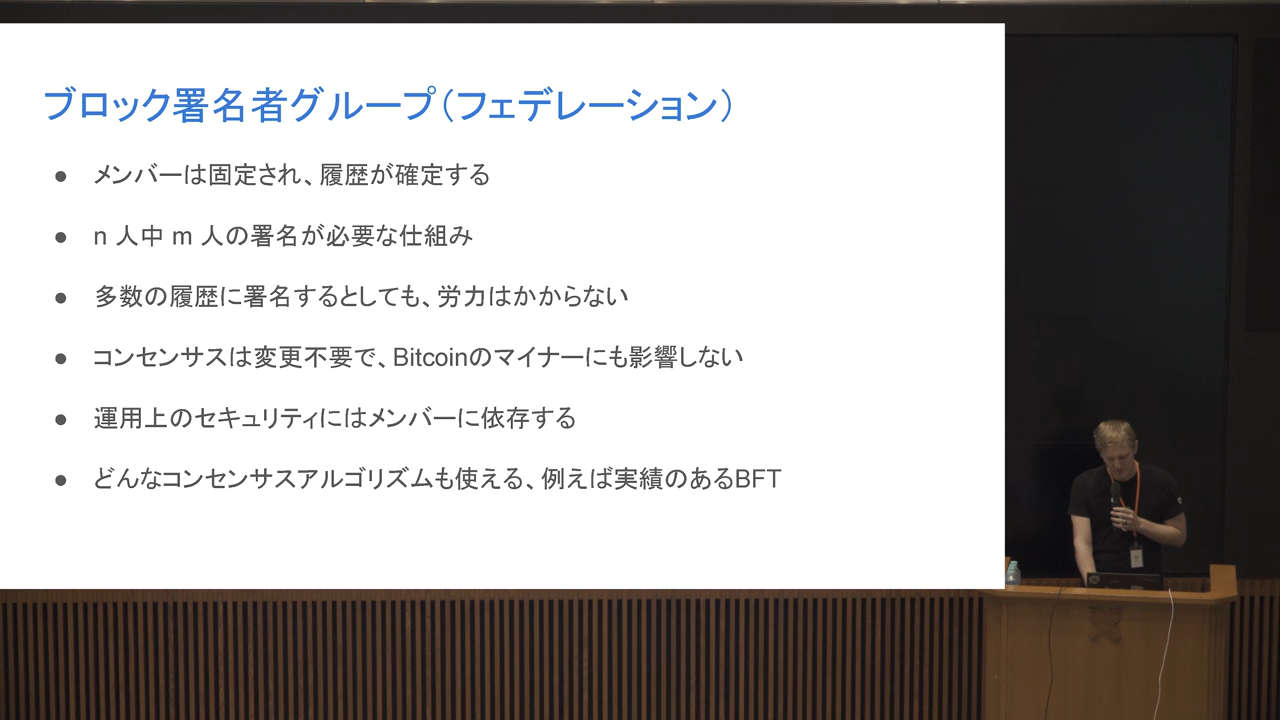 ブロック署名者グループ（フェデレーション）
● メンバーは固定され、履歴が確定する
● n 人中 m 人の署名が必要な仕組み
● 多数の履歴に署名するとしても、労力はかからない
● コンセンサスは変更不要で、Bitcoinのマイナーにも影響しない
● 運用上のセキュリティにはメンバーに依存する
● どんなコンセンサスアルゴリズムも使える、例えば実績のあるBFT